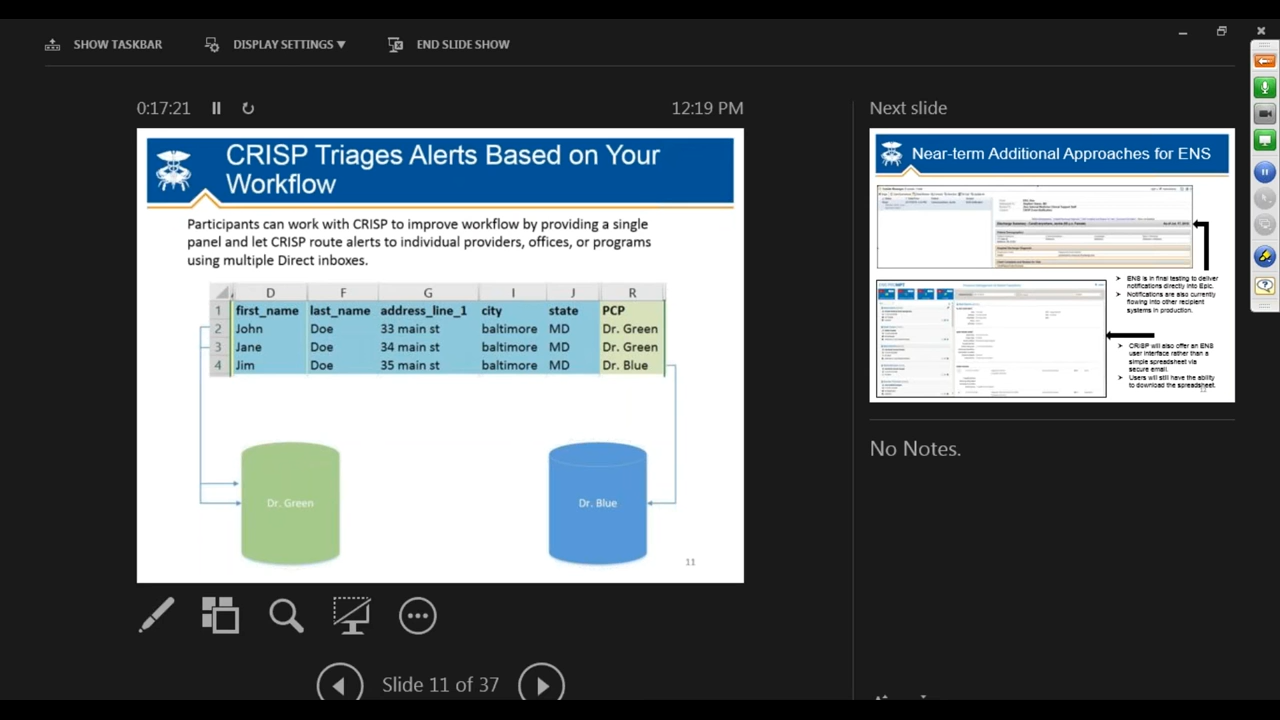 SHOW TASKBAR DISPLAY SETTINGS ▼ END SLIDE SHOW
0:17:21 12:19 PM
CRISP Triages Alerts Based on Your
Workflow
Participants can work with CRISP to improve workflow by providing a single
panel and let CRISP route alerts to individual providers, offices, or programs
using multiple Direct inboxes.
D F G I J R
1 first_name last_name address_line_1 city state PCP
2 John Doe 33 main st baltimore MD Dr. Green
3 Jane Doe 34 main st baltimore MD Dr. Green
4 Jim Doe 35 main st baltimore MD Dr. Blue
Dr. Green Dr. Blue
11
Slide 11 of 37
Next slide
Near-term Additional Approaches for ENS
ENS is in final testing to deliver
notifications directly into Epic.
Notifications are also currently
flowing into other recipient
systems in production.
CRISP will also offer an ENS
user interface rather than a
simple spreadsheet via
secure email.
Users will still have the ability
to download the spreadsheet.
No Notes.